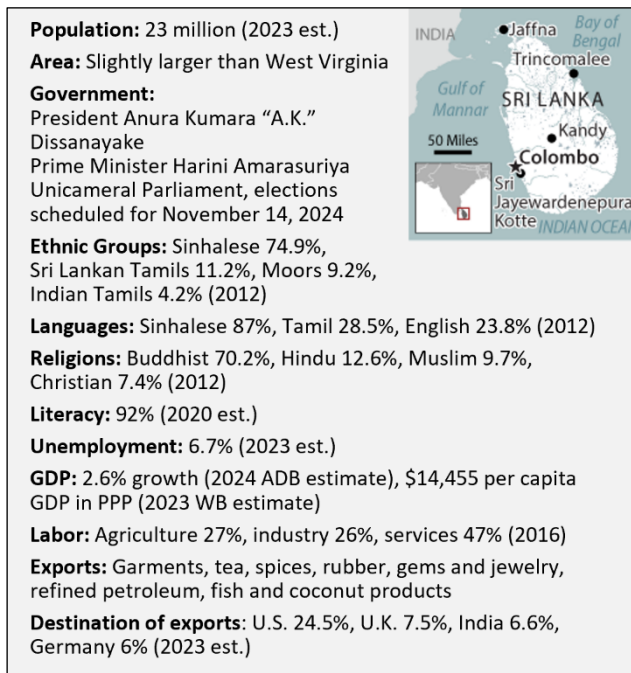 Population: 23 million (2023 est.)
Area: Slightly larger than West Virginia
Government:
President Anura Kumara “A.K.”
Dissanayake
Prime Minister Harini Amarasuriya
Unicameral Parliament, elections
scheduled for November 14, 2024
Ethnic Groups: Sinhalese 74.9%,
Sri Lankan Tamils 11.2%, Moors 9.2%,
Indian Tamils 4.2% (2012)
Languages: Sinhalese 87%, Tamil 28.5%, English 23.8% (2012)
Religions: Buddhist 70.2%, Hindu 12.6%, Muslim 9.7%,
Christian 7.4% (2012)
Literacy: 92% (2020 est.)
Unemployment: 6.7% (2023 est.)
GDP: 2.6% growth (2024 ADB estimate), $14,455 per capita
GDP in PPP (2023 WB estimate)
Labor: Agriculture 27%, industry 26%, services 47% (2016)
Exports: Garments, tea, spices, rubber, gems and jewelry,
refined petroleum, fish and coconut products
Destination of exports: U.S. 24.5%, U.K. 7.5%, India 6.6%,
Germany 6% (2023 est.)
INDIA
Jaffna
Bay of
Bengal
Trincomalee
Gulf of
Mannar
SRI LANKA
50 Miles
Kandy
Colombo
Sri
Jayewardenepura
Kotte
INDIAN OCEAN